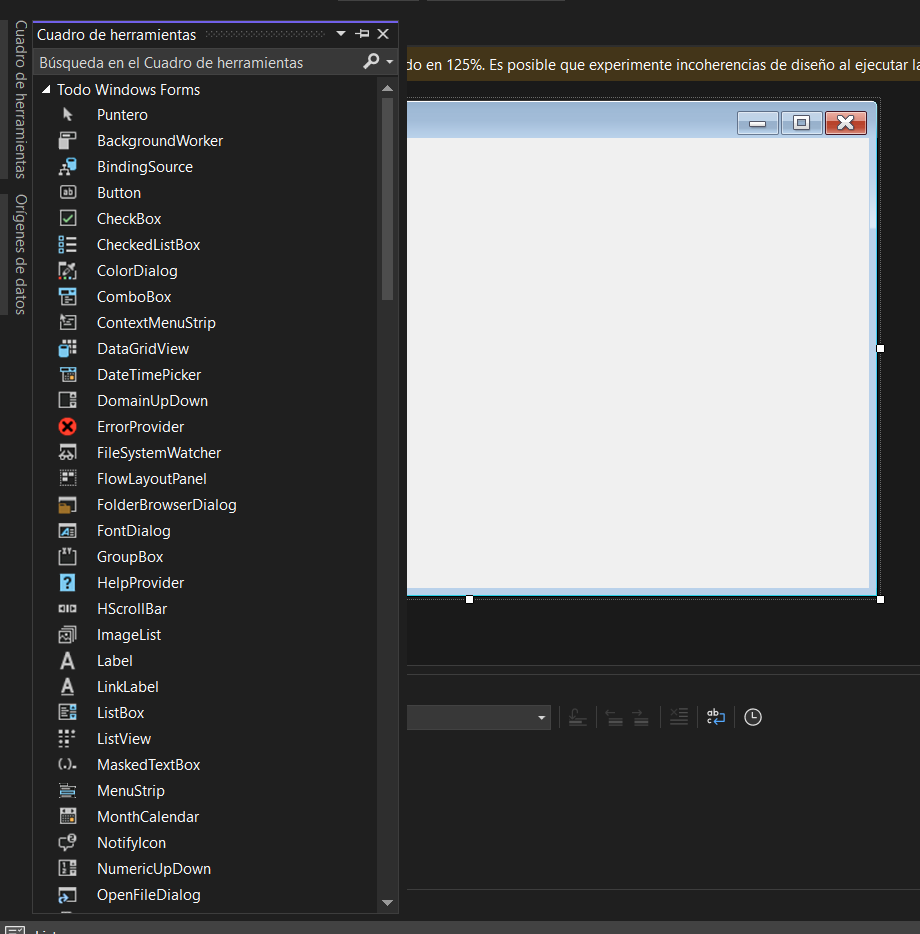 Cuadro de herramientas
Orígenes de datos
Cuadro de herramientas
Búsqueda en el Cuadro de herramientas
Todo Windows Forms
Puntero
BackgroundWorker
BindingSource
Button
CheckBox
CheckedListBox
ColorDialog
ComboBox
ContextMenuStrip
DataGridView
DateTimePicker
DomainUpDown
ErrorProvider
FileSystemWatcher
FlowLayoutPanel
FolderBrowserDialog
FontDialog
GroupBox
HelpProvider
HScrollBar
ImageList
Label
LinkLabel
ListBox
ListView
MaskedTextBox
MenuStrip
MonthCalendar
NotifyIcon
NumericUpDown
OpenFileDialog
do en 125%. Es posible que experimente incoherencias de diseño al ejecutar la